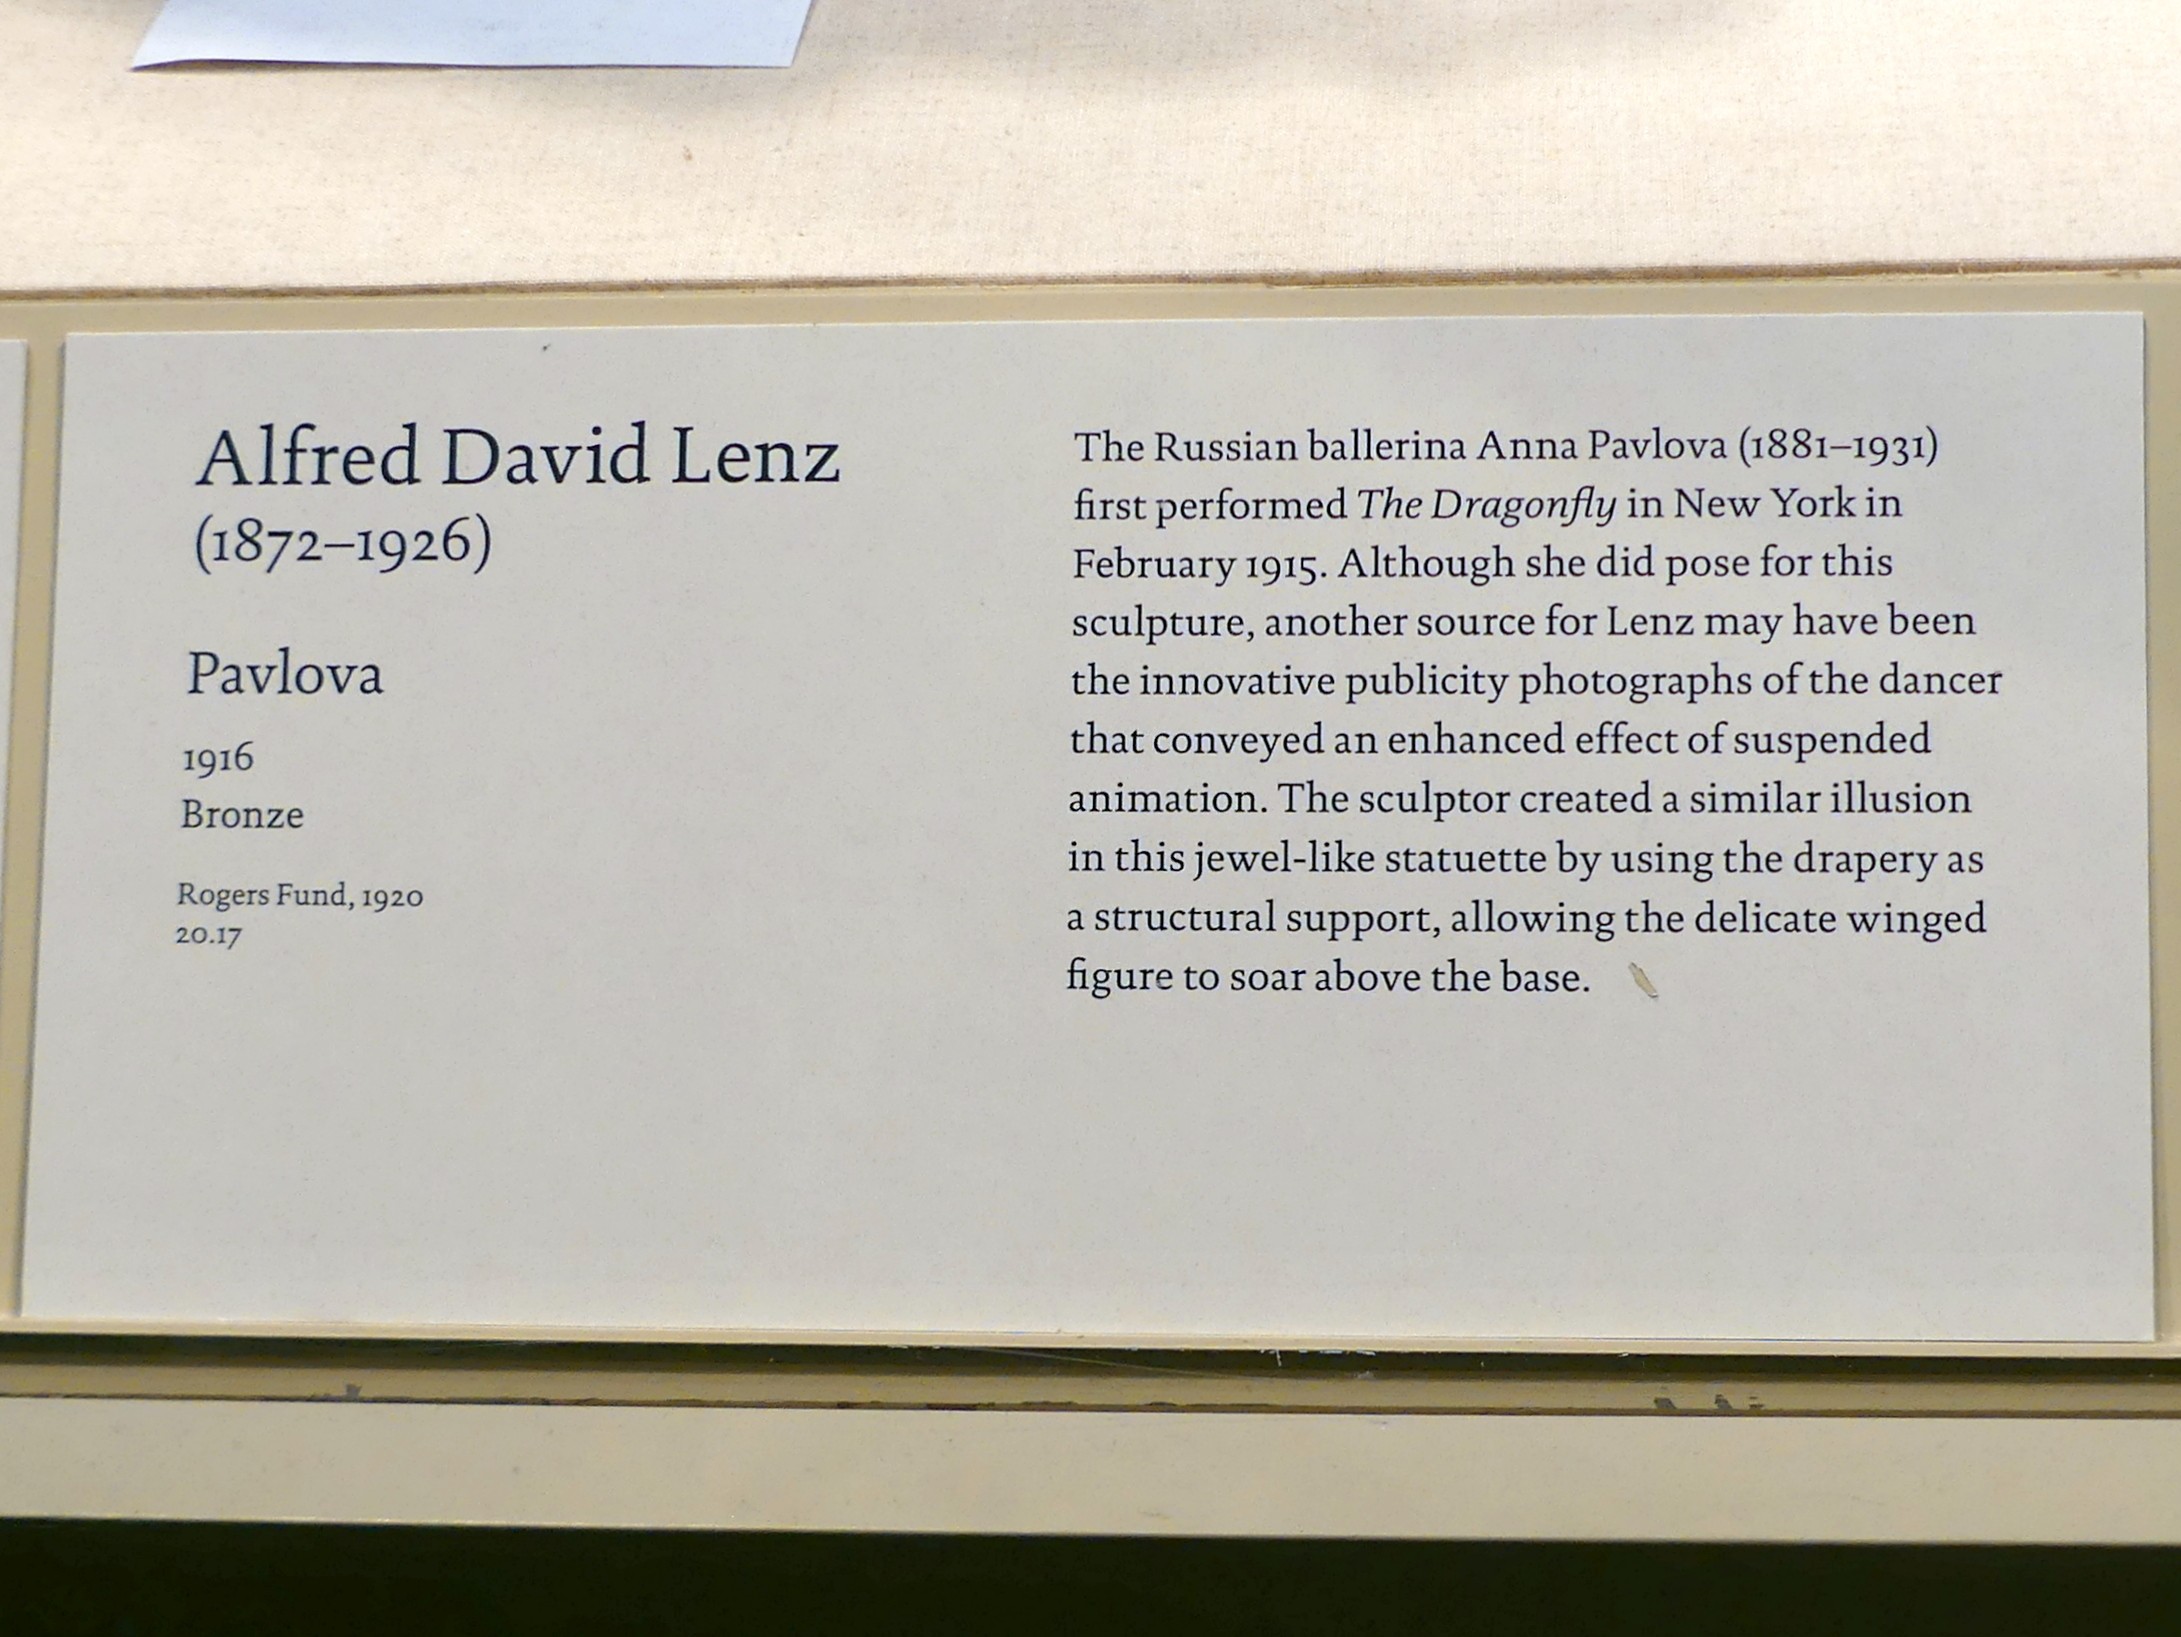 Alfred David Lenz
(1872–1926)
Pavlova
1916
Bronze
Rogers Fund, 1920
20.17
The Russian ballerina Anna Pavlova (1881–1931)
first performed The Dragonfly in New York in
February 1915. Although she did pose for this
sculpture, another source for Lenz may have been
the innovative publicity photographs of the dancer
that conveyed an enhanced effect of suspended
animation. The sculptor created a similar illusion
in this jewel-like statuette by using the drapery as
a structural support, allowing the delicate winged
figure to soar above the base.